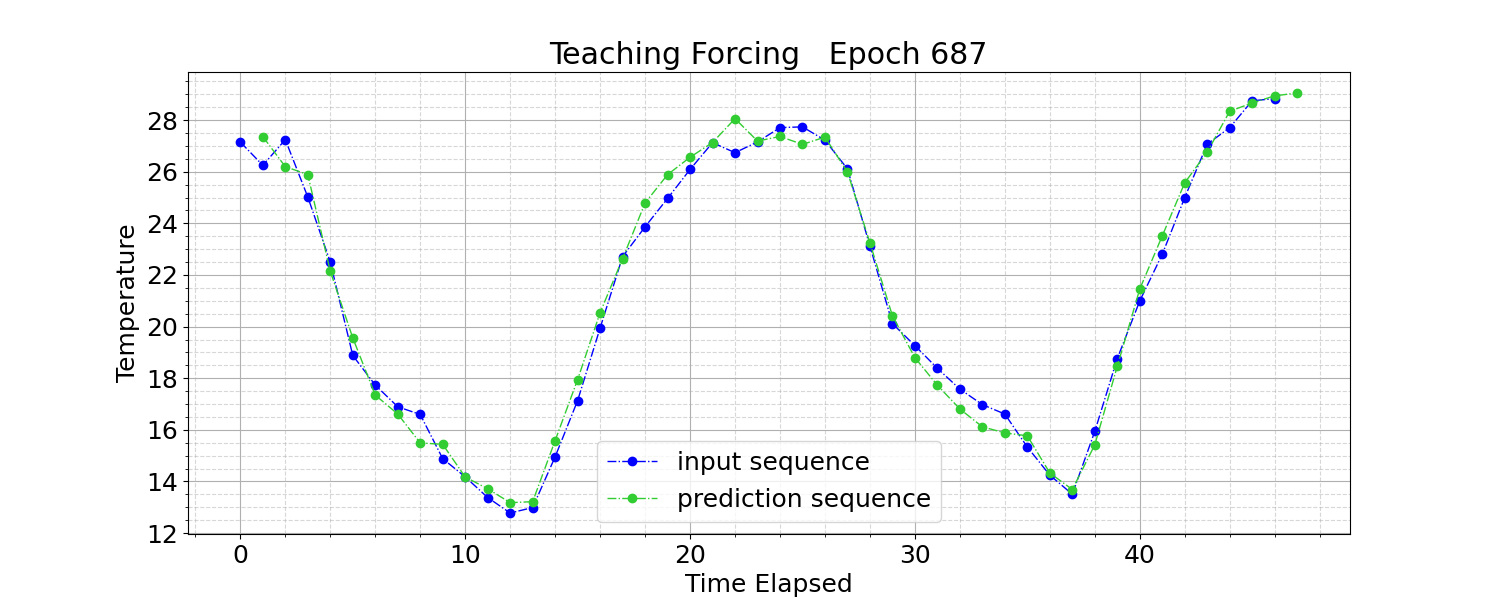 Teaching Forcing   Epoch 687
28
26
24
22
20
18
16
14
12
Temperature
input sequence
prediction sequence
0 10 20 30 40
Time Elapsed